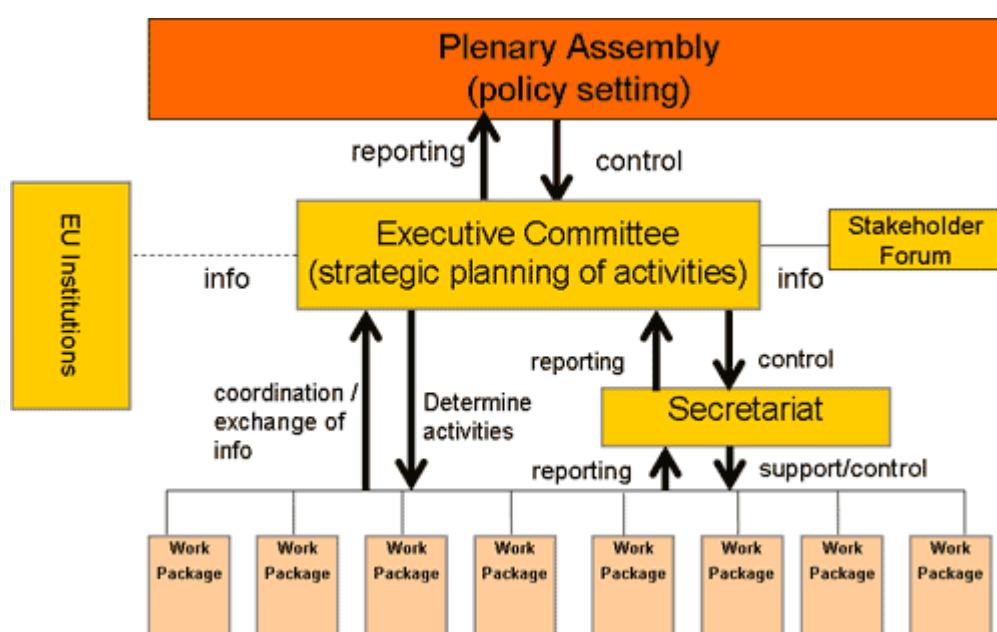 Plenary Assembly
(policy setting)
reporting
control
EU Institutions
info
Executive Committee
(strategic planning of activities)
info
Stakeholder
Forum
coordination /
exchange of
info
Determine
activities
reporting
control
Secretariat
reporting
support/control
Work
Package
Work
Package
Work
Package
Work
Package
Work
Package
Work
Package
Work
Package
Work
Package